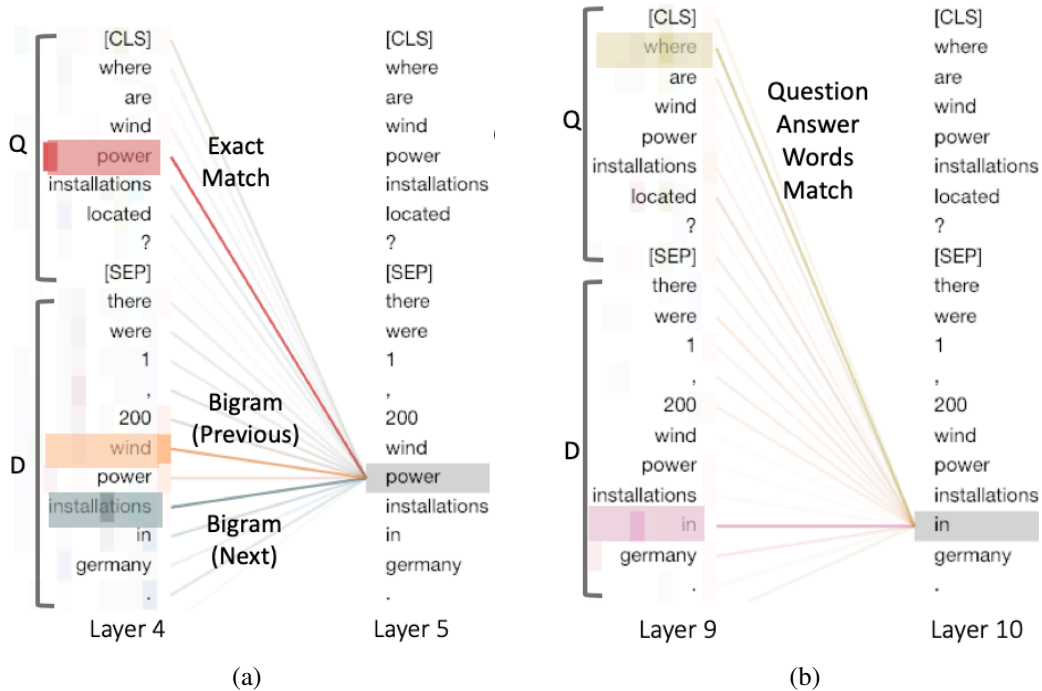 [CLS]
where
are
wind
power
installations
located
?
[SEP]
there
were
1
,
200
wind
power
installations
in
germany
.
Q
D
Exact
Match
Bigram
(Previous)
Bigram
(Next)
[CLS]
where
are
wind
power
installations
located
?
[SEP]
there
were
1
,
200
wind
power
installations
in
germany
.
Layer 4
Layer 5
(a)
[CLS]
where
are
wind
power
installations
located
?
[SEP]
there
were
1
,
200
wind
power
installations
in
germany
.
Q
D
Question
Answer
Words
Match
[CLS]
where
are
wind
power
installations
located
?
[SEP]
there
were
1
,
200
wind
power
installations
in
germany
.
Layer 9
Layer 10
(b)